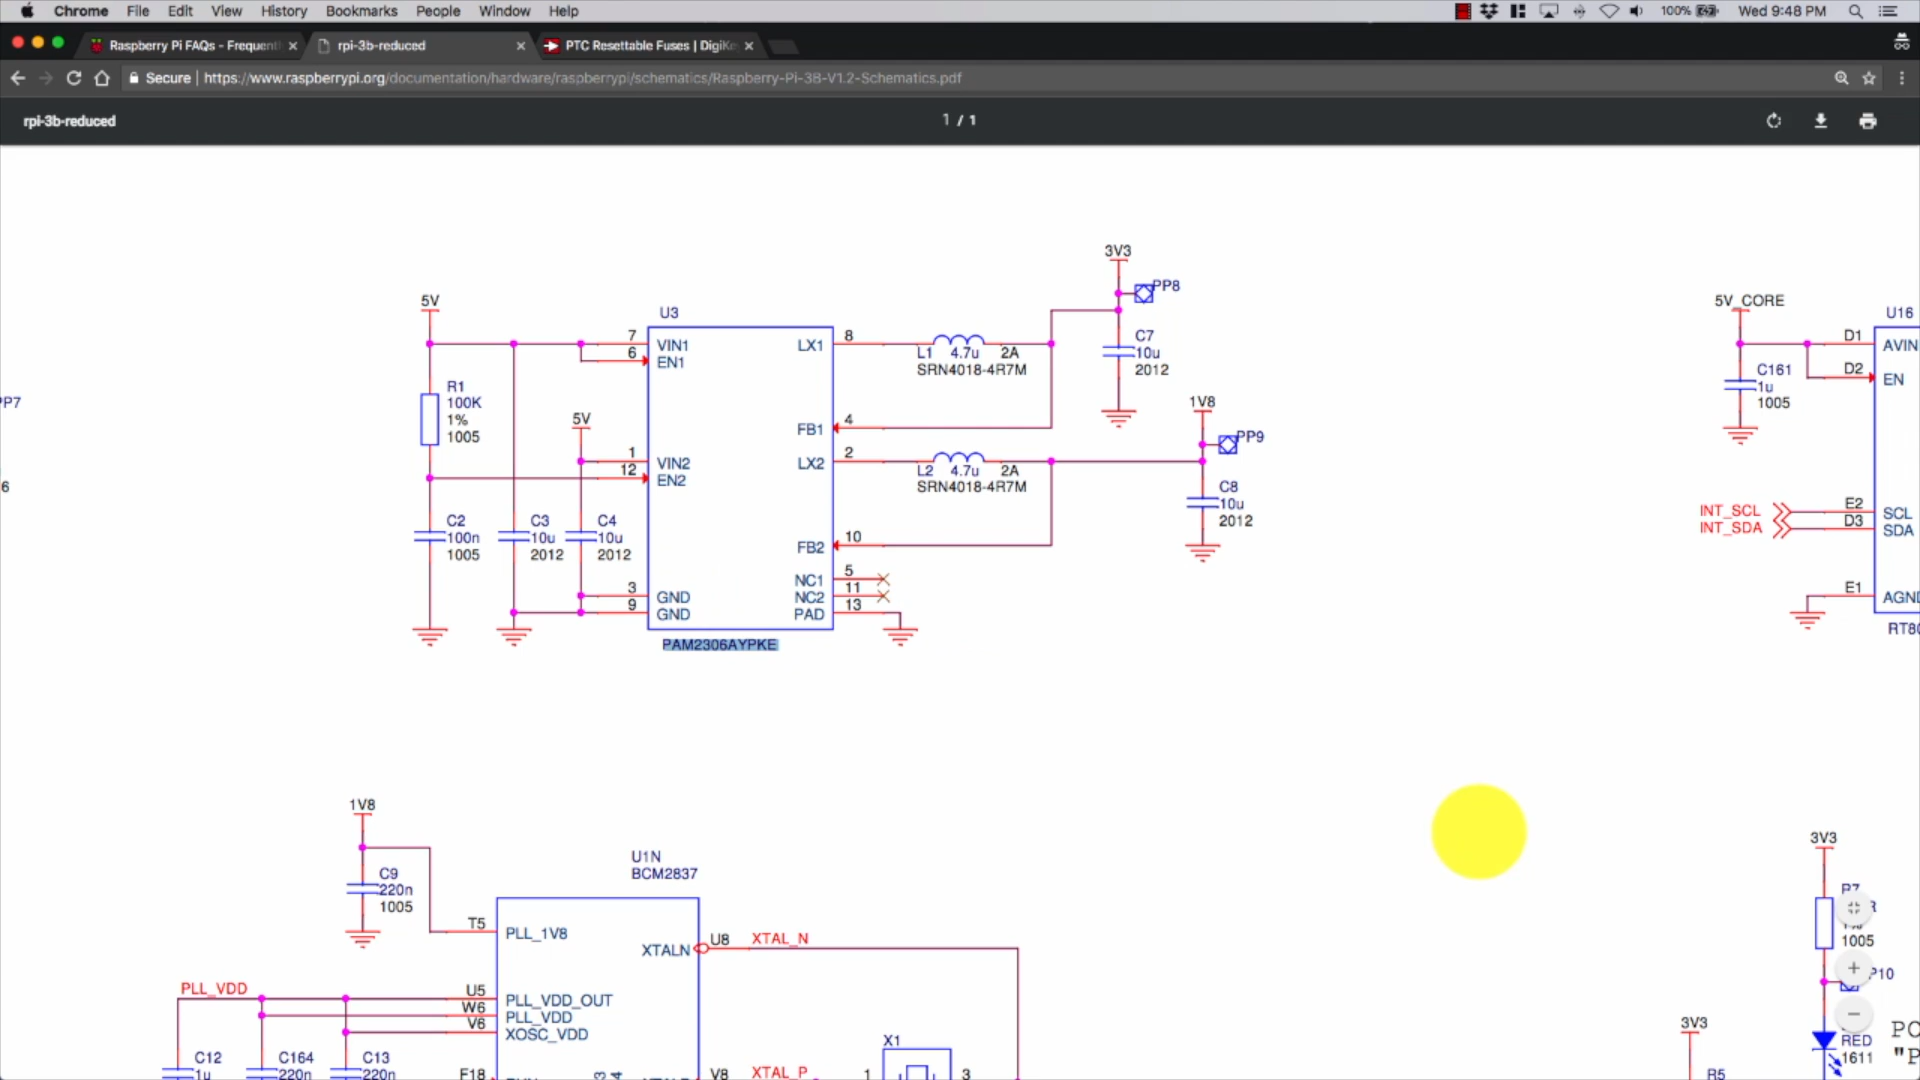 Chrome File Edit View History Bookmarks People Window Help 100% Wed 9:48 PM
Raspberry Pi FAQs - Frequent rpi-3b-reduced PTC Resettable Fuses | DigiKe
Secure | https://www.raspberrypi.org/documentation/hardware/raspberrypi/schematics/Raspberry-Pi-3B-V1.2-Schematics.pdf
rpi-3b-reduced 1 / 1
3V3
PP8
5V
U3
5V_CORE
U16
7 VIN1 LX1 8
6 EN1
L1 4.7u 2A
SRN4018-4R7M
C7
10u
2012
D1 AVIN
D2 EN
C161
1u
1005
R1
100K
1%
1005
PP7
5V
1V8
PP9
FB1 4
1 VIN2 LX2 2
12 EN2
L2 4.7u 2A
SRN4018-4R7M
C8
10u
2012
6
INT_SCL E2 SCL
INT_SDA D3 SDA
C2
100n
1005
C3
10u
2012
C4
10u
2012
FB2 10
NC1 5
NC2 11
PAD 13
3 GND
9 GND
E1 AGND
PAM2306AYPKE
RT80
1V8
C9
220n
1005
U1N
BCM2837
T5 PLL_1V8
XTALN U8 XTAL_N
PLL_VDD
U5 PLL_VDD_OUT
W6 PLL_VDD
V6 XOSC_VDD
C12
1u
C164
220n
C13
220n
F18
V8 XTAL_P
X1
1 3
3V3
R7
1005
P10
3V3
R5
RED
1611
PO
"P